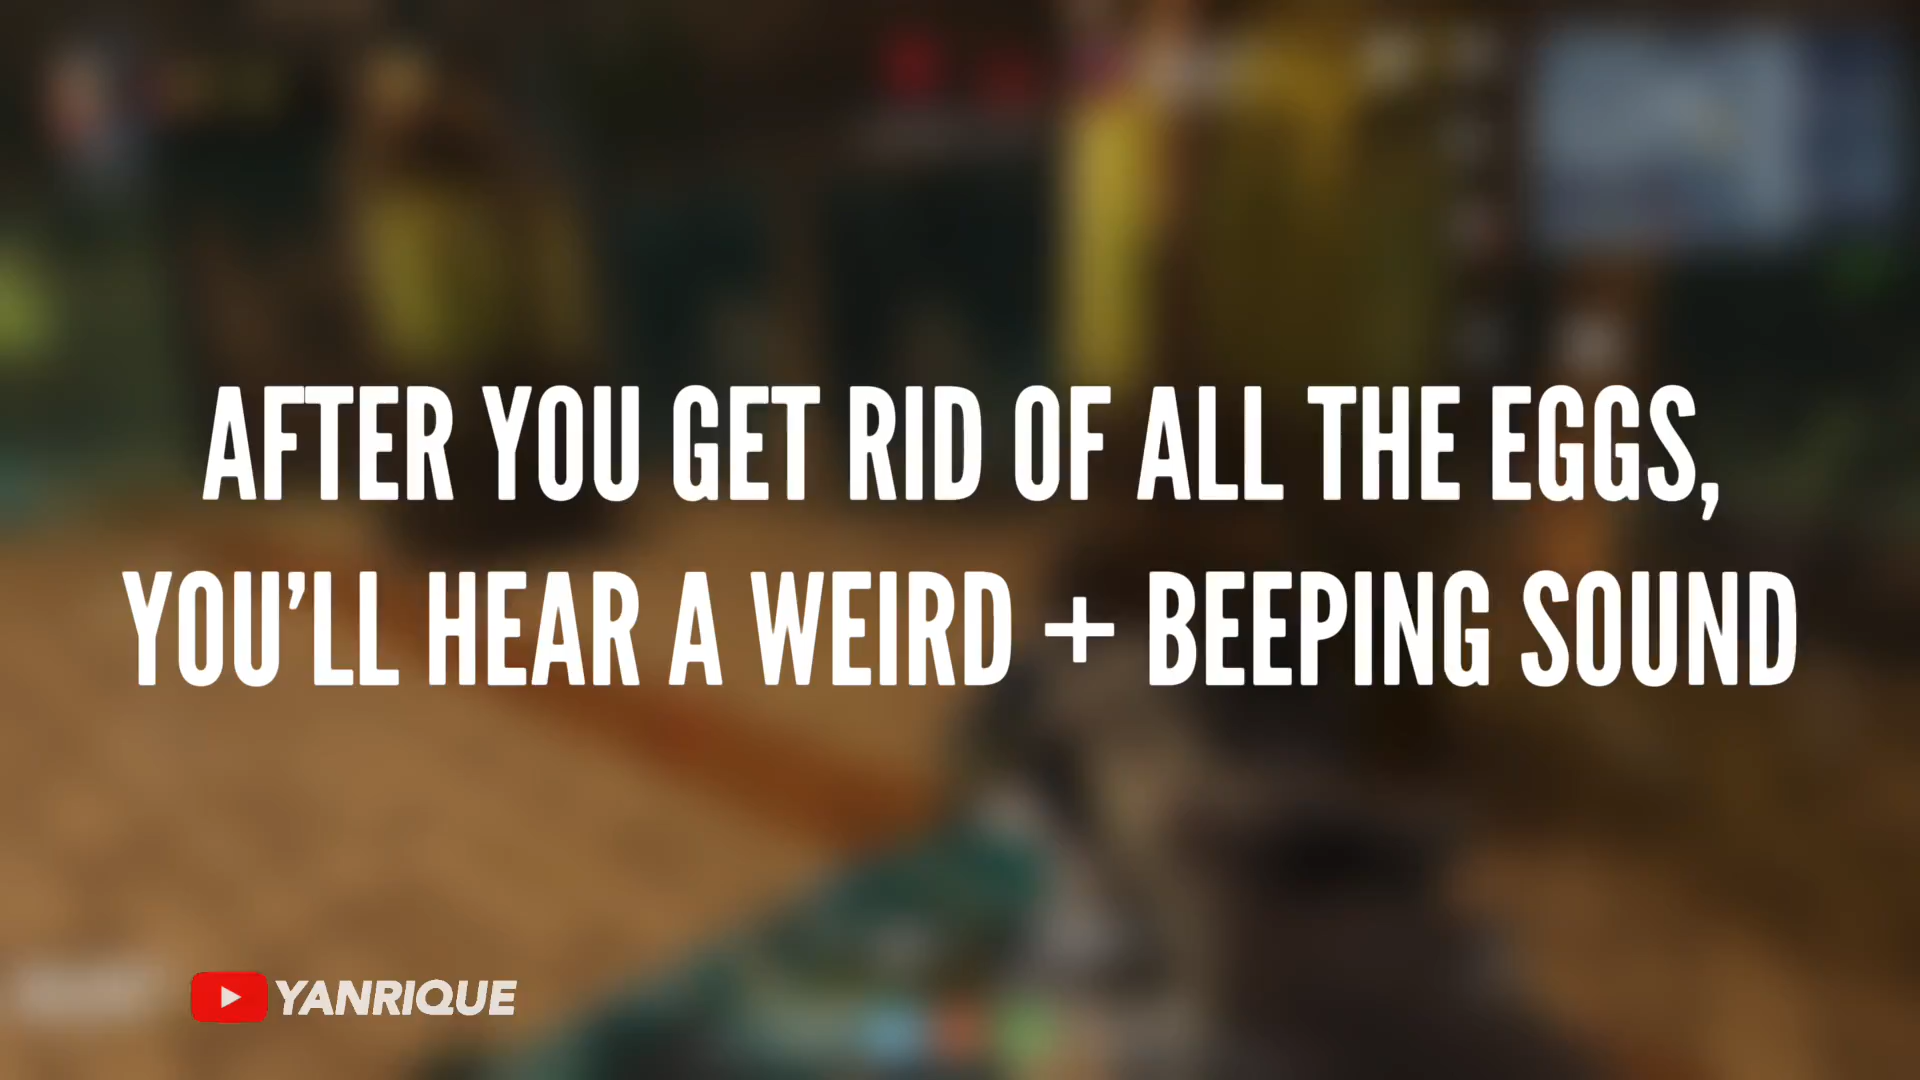 AFTER YOU GET RID OF ALL THE EGGS,
YOU'LL HEAR A WEIRD + BEEPING SOUND
YANRIQUE